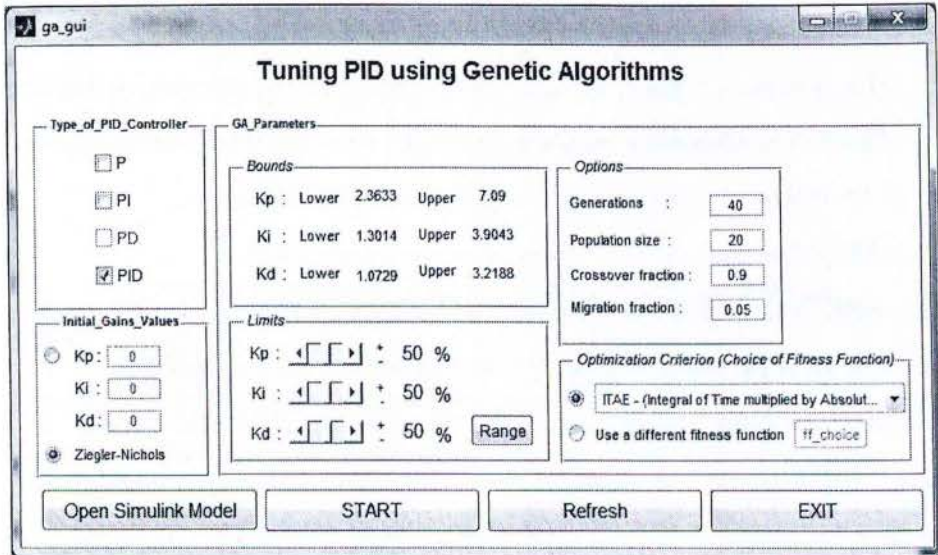 ga_gui
Tuning PID using Genetic Algorithms
Type_of_PID_Controller
P
PI
PD
PID
Initial_Gains_Values
Kp : 0
Ki : 0
Kd : 0
Ziegler-Nichols
GA_Parameters
Bounds
Kp : Lower 2.3633 Upper 7.09
Ki : Lower 1.3014 Upper 3.9043
Kd : Lower 1.0729 Upper 3.2188
Limits
Kp : + - 50 %
Ki : + - 50 %
Kd : + - 50 % Range
Options
Generations : 40
Population size : 20
Crossover fraction : 0.9
Migration fraction : 0.05
Optimization Criterion (Choice of Fitness Function)
ITAE - (Integral of Time multiplied by Absolut...
Use a different fitness function ff_choice
Open Simulink Model START Refresh EXIT